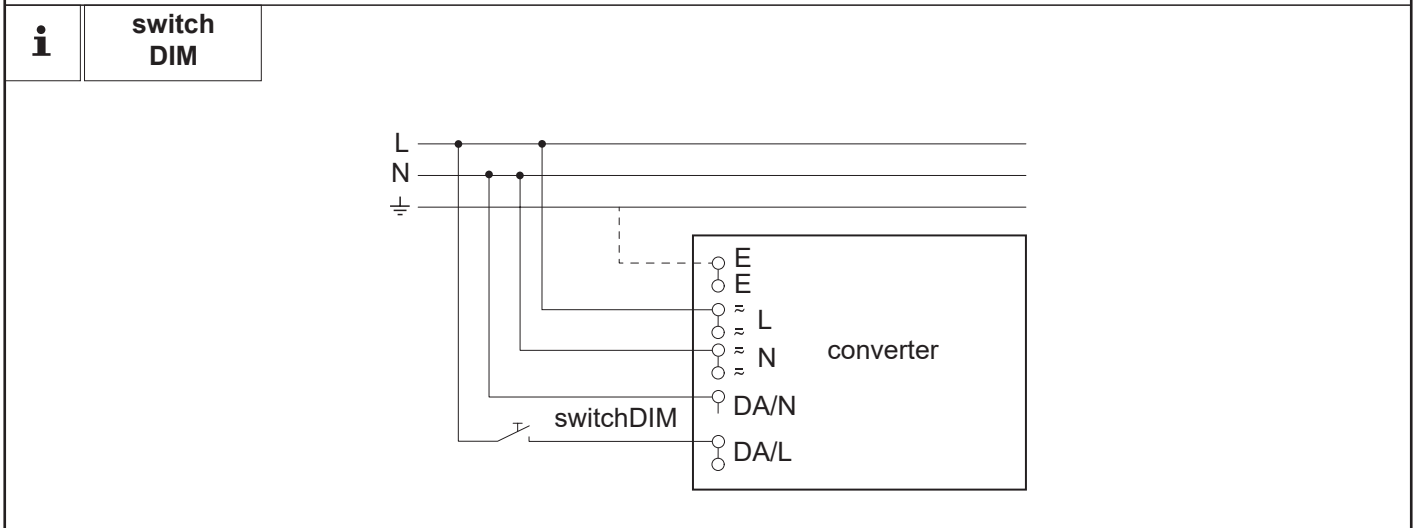 i
switch
DIM
L
N
E
E
≂ L
≂
≂ N
≂
converter
DA/N
switchDIM
DA/L